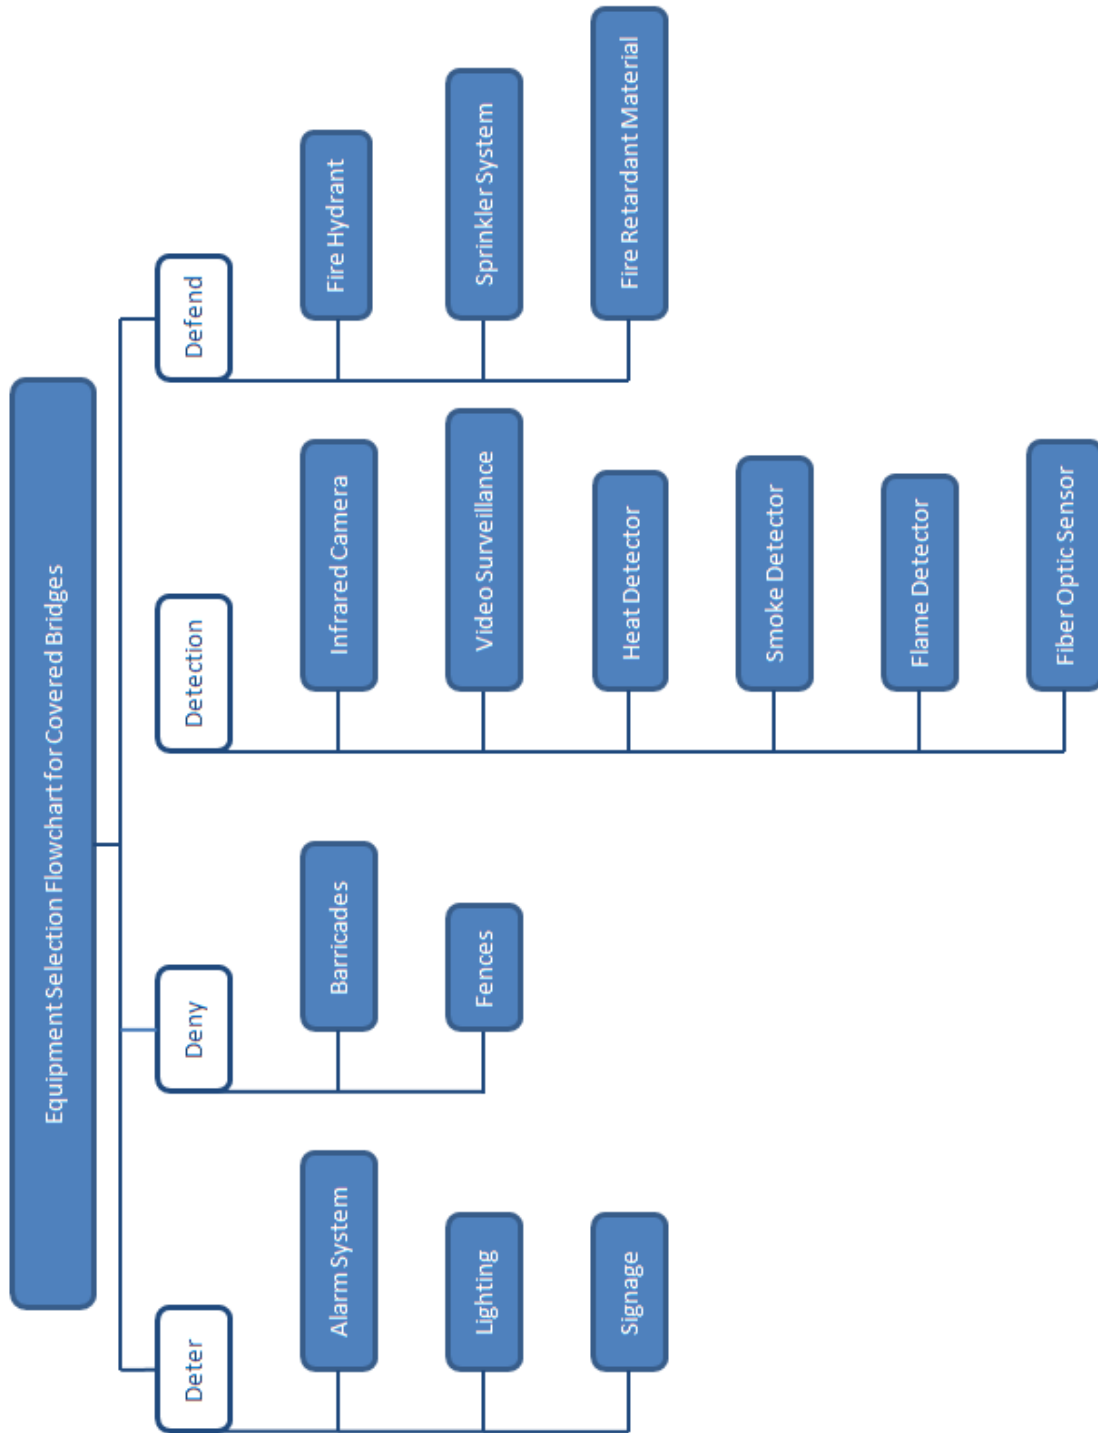 Equipment Selection Flowchart for Covered Bridges
Deter
Alarm System
Lighting
Signage
Deny
Barricades
Fences
Detection
Infrared Camera
Video Surveillance
Heat Detector
Smoke Detector
Flame Detector
Fiber Optic Sensor
Defend
Fire Hydrant
Sprinkler System
Fire Retardant Material